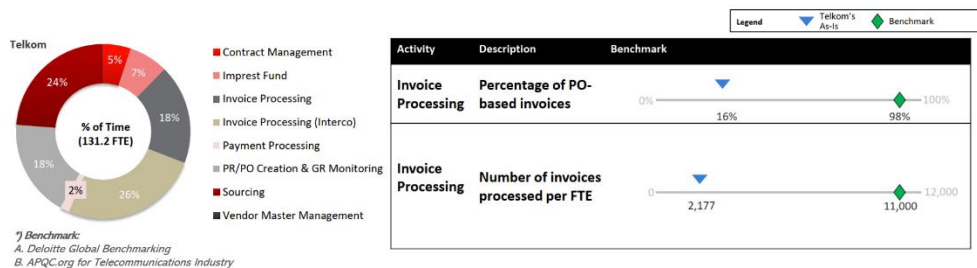 Legend
Telkom's
As-Is
Benchmark
Telkom
5%
7%
18%
26%
2%
18%
24%
% of Time
(131.2 FTE)
Contract Management
Imprest Fund
Invoice Processing
Invoice Processing (Interco)
Payment Processing
PR/PO Creation & GR Monitoring
Sourcing
Vendor Master Management
*) Benchmark:
A. Deloitte Global Benchmarking
B. APQC.org for Telecommunications Industry
Activity Description Benchmark
Invoice
Processing
Percentage of PO-
based invoices
0% 100%
16% 98%
Invoice
Processing
Number of invoices
processed per FTE
0 12,000
2,177 11,000